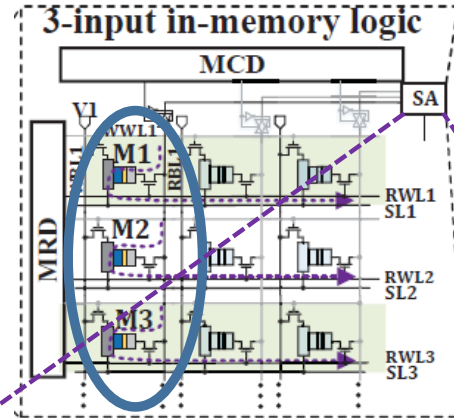 3-input in-memory logic
MCD
SA
V1
WWL1
RBL1
M1
MRD
RWL1
SL1
M2
RWL2
SL2
M3
RWL3
SL3